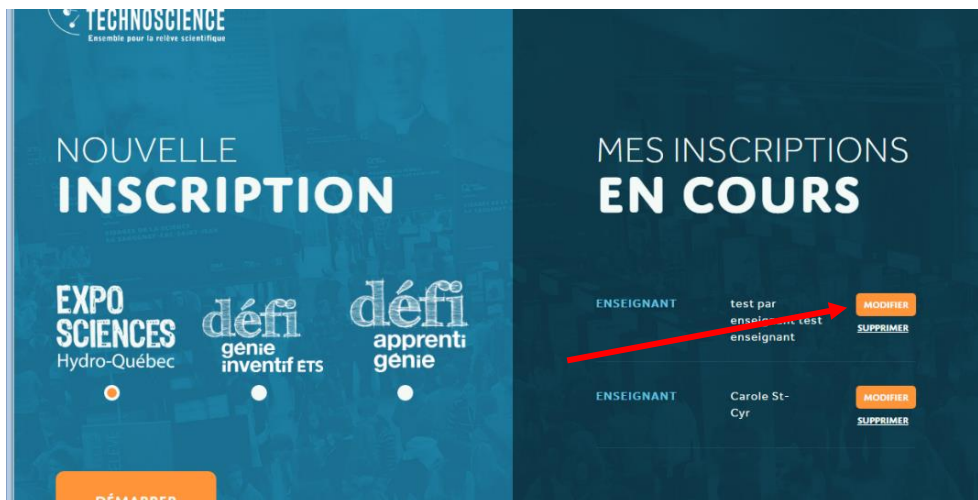 TECHNOSCIENCE
Ensemble pour la relève scientifique
NOUVELLE
INSCRIPTION
EXPO
SCIENCES
Hydro-Québec
défi
génie
inventif ETS
défi
apprenti
génie
DÉMARRER
MES INSCRIPTIONS
EN COURS
ENSEIGNANT
test par
enseignant test
enseignant
MODIFIER
SUPPRIMER
ENSEIGNANT
Carole St-
Cyr
MODIFIER
SUPPRIMER